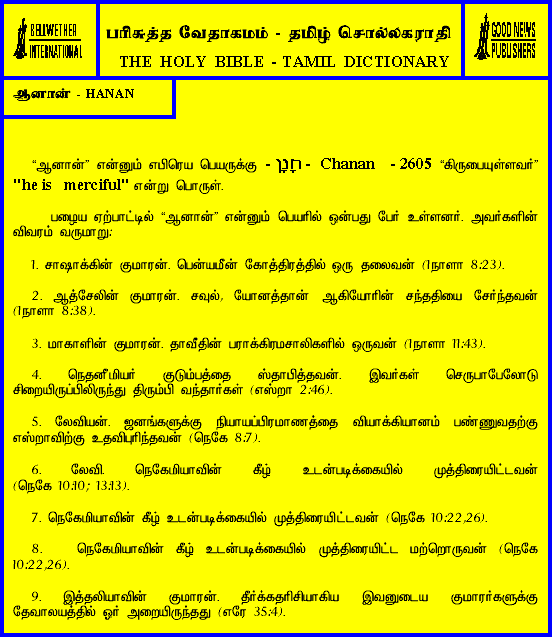 BELLWETHER
INTERNATIONAL
பரிசுத்த வேதாகமம் - தமிழ் சொல்லகராதி
THE HOLY BIBLE - TAMIL DICTIONARY
GOOD NEWS
PUBLISHERS
ஆனான் - HANAN
“ஆனான்” என்னும் எபிரெய பெயருக்கு - חָנָן - Chanan - 2605 “கிருபையுள்ளவர்”
"he is merciful" என்று பொருள்.
பழைய ஏற்பாட்டில் “ஆனான்” என்னும் பெயரில் ஒன்பது பேர் உள்ளனர். அவர்களின்
விவரம் வருமாறு:
1. சாஷாக்கின் குமாரன். பென்யமீன் கோத்திரத்தில் ஒரு தலைவன் (1நாளா 8:23).
2. ஆத்சேலின் குமாரன். சவுல், யோனத்தான் ஆகியோரின் சந்ததியை சேர்ந்தவன்
(1நாளா 8:38).
3. மாகாளின் குமாரன். தாவீதின் பராக்கிரமசாலிகளில் ஒருவன் (1நாளா 11:43).
4. நெதனீமியர் குடும்பத்தை ஸ்தாபித்தவன். இவர்கள் செருபாபேலோடு
சிறையிருப்பிலிருந்து திரும்பி வந்தார்கள் (எஸ்றா 2:46).
5. லேவியன். ஜனங்களுக்கு நியாயப்பிரமாணத்தை வியாக்கியானம் பண்ணுவதற்கு
எஸ்றாவிற்கு உதவிபுரிந்தவன் (நெகே 8:7).
6. லேவி. நெகேமியாவின் கீழ் உடன்படிக்கையில் முத்திரையிட்டவன்
(நெகே 10:10; 13:13).
7. நெகேமியாவின் கீழ் உடன்படிக்கையில் முத்திரையிட்டவன் (நெகே 10:22,26).
8. நெகேமியாவின் கீழ் உடன்படிக்கையில் முத்திரையிட்ட மற்றொருவன் (நெகே
10:22,26).
9. இத்தலியாவின் குமாரன். தீர்க்கதரிசியாகிய இவனுடைய குமாரர்களுக்கு
தேவாலயத்தில் ஓர் அறையிருந்தது (எரே 35:4).